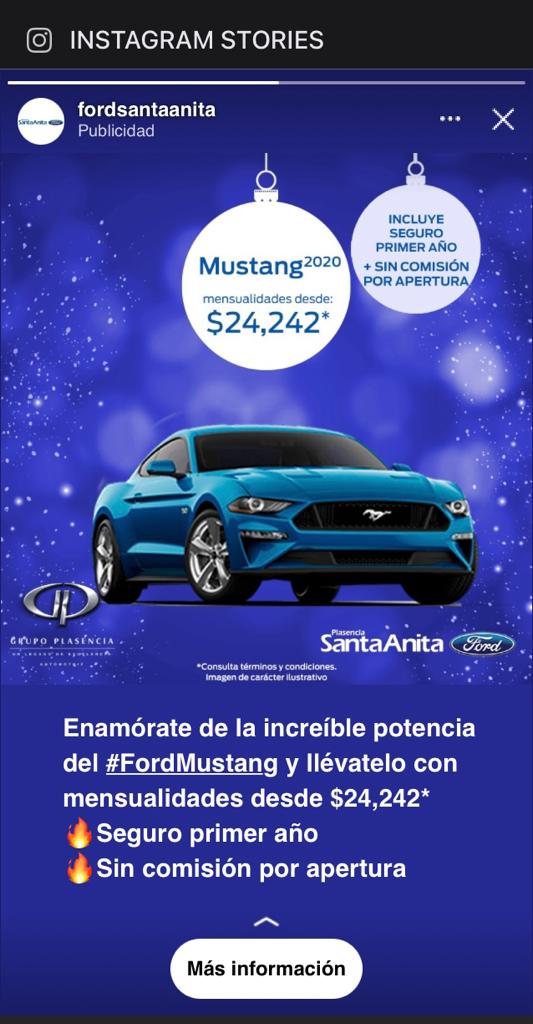 INSTAGRAM STORIES
fordsantaanita
Publicidad
SantaAnita
Mustang2020
mensualidades desde:
$24,242*
INCLUYE
SEGURO
PRIMER AÑO
+ SIN COMISIÓN
POR APERTURA
GRUPO PLASENCIA
Plasencia
SantaAnita Ford
*Consulta términos y condiciones.
Imagen de carácter ilustrativo
Enamórate de la increíble potencia
del #FordMustang y llévatelo con
mensualidades desde $24,242*
🔥Seguro primer año
🔥Sin comisión por apertura
Más información